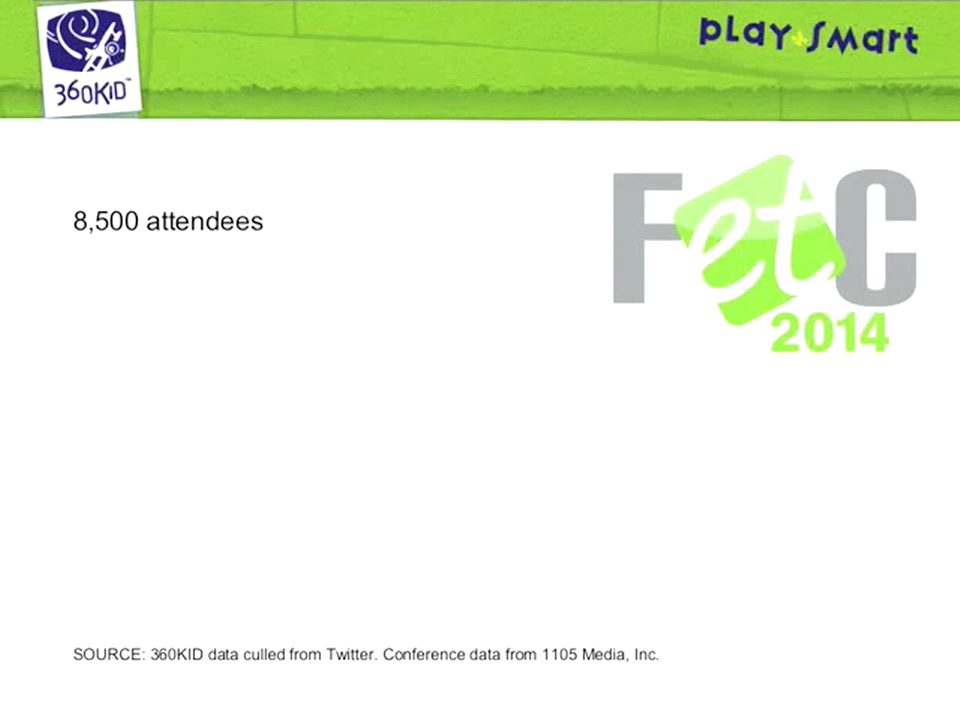 360KID™
play+smart
8,500 attendees
FetC
2014
SOURCE: 360KID data culled from Twitter. Conference data from 1105 Media, Inc.